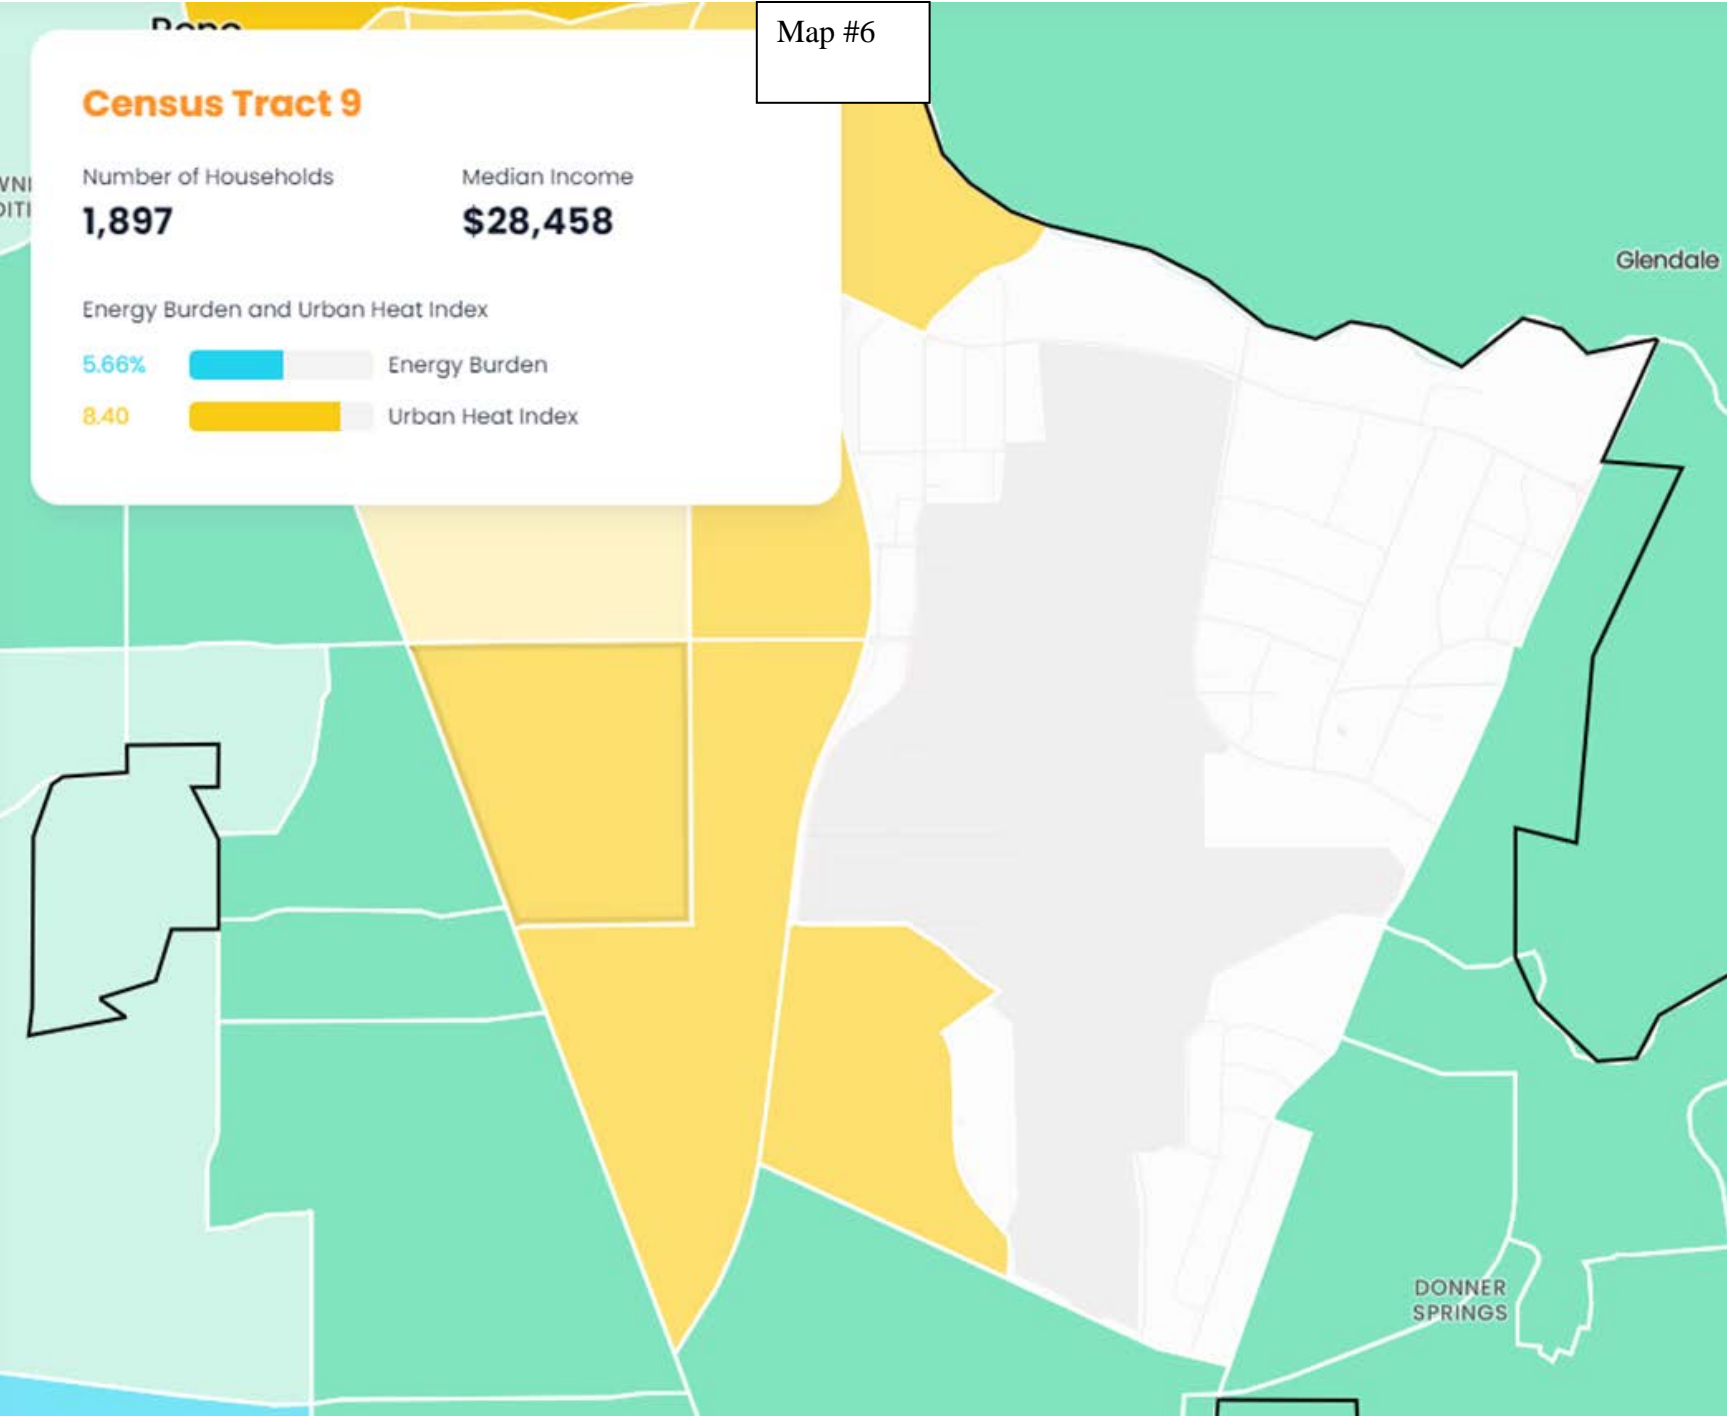 Map #6
Census Tract 9
Number of Households
Median Income
1,897
$28,458
Energy Burden and Urban Heat Index
5.66%
Energy Burden
8.40
Urban Heat Index
Glendale
DONNER
SPRINGS